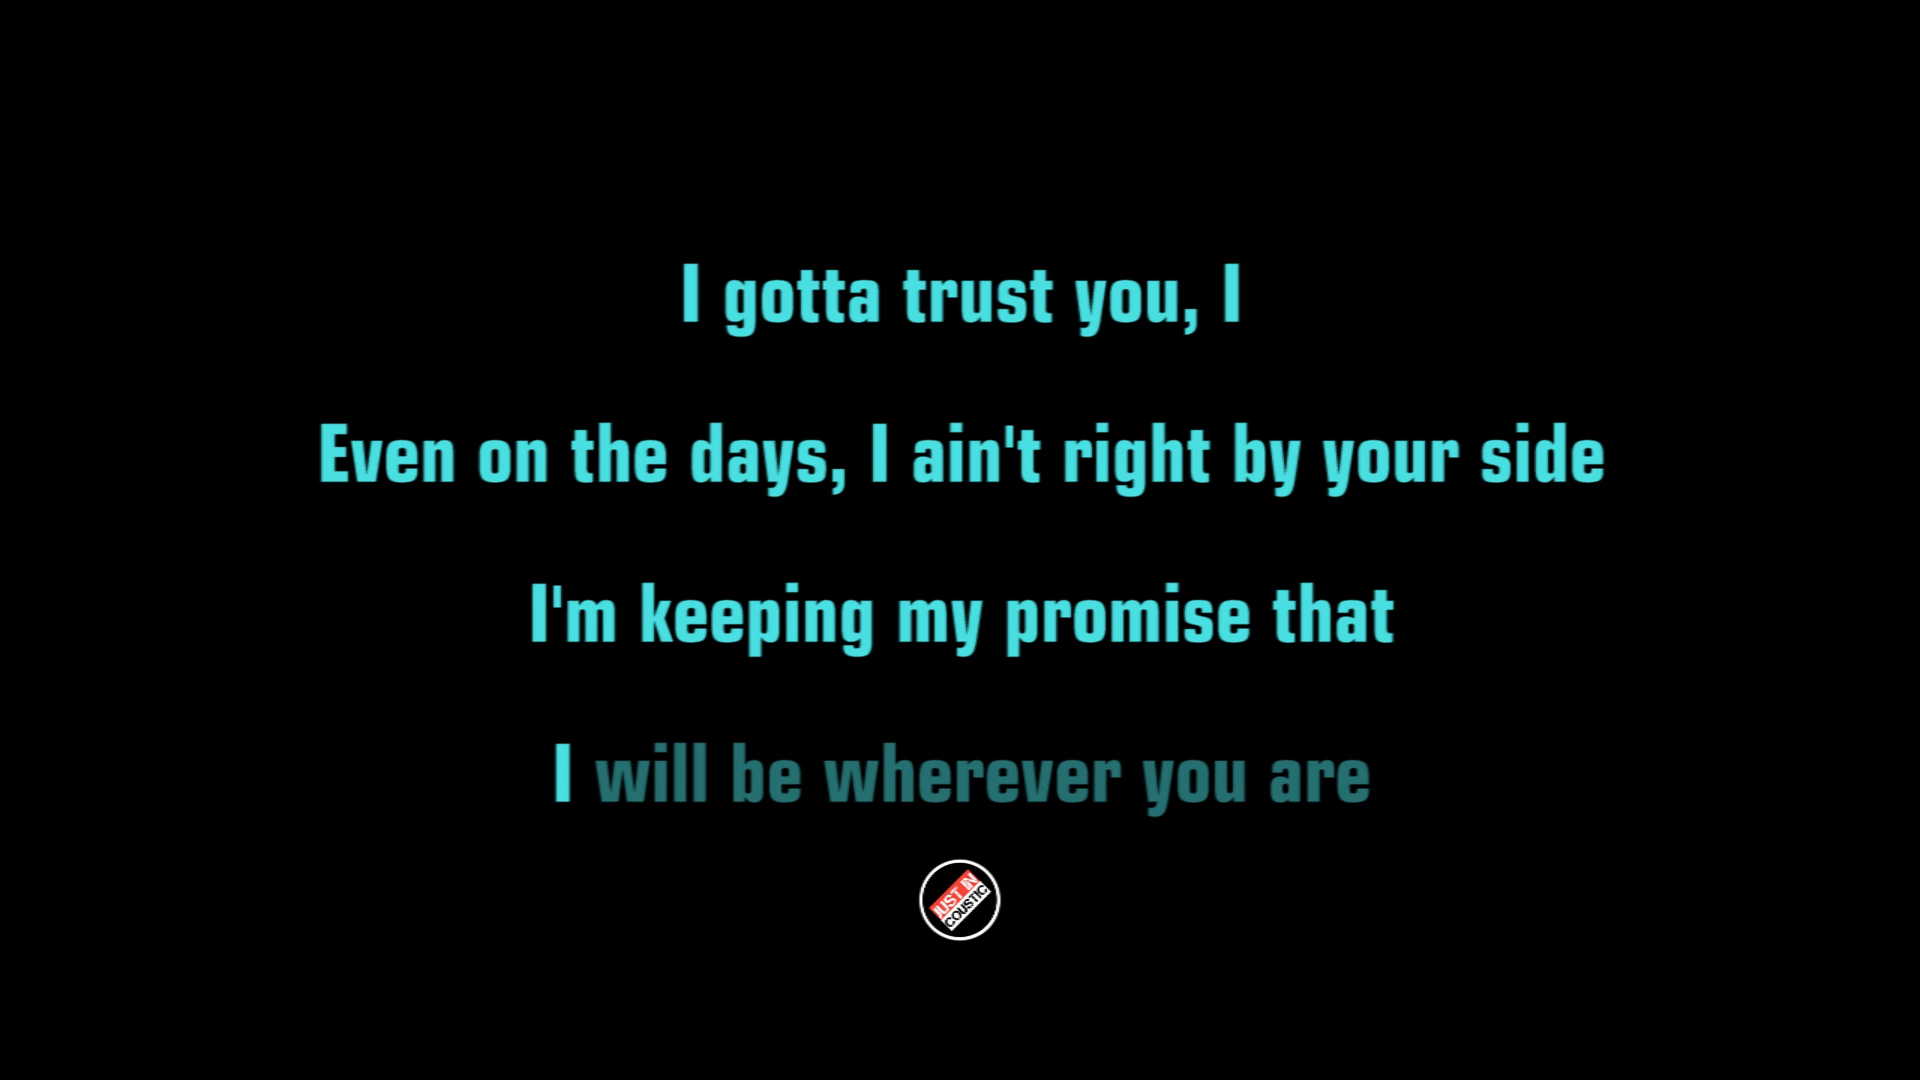 I gotta trust you, I
Even on the days, I ain't right by your side
I'm keeping my promise that
I will be wherever you are
JUST IN
COUSTIC